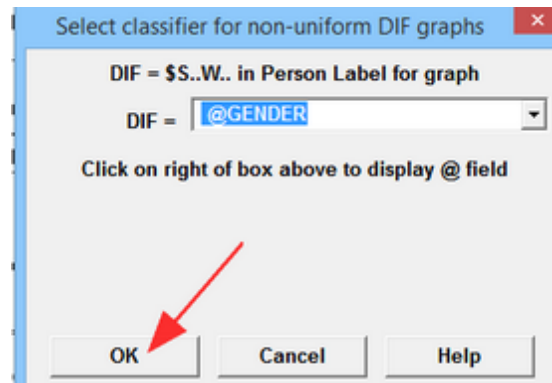 Select classifier for non-uniform DIF graphs
DIF = $S..W.. in Person Label for graph
DIF = @GENDER
Click on right of box above to display @ field
OK Cancel Help